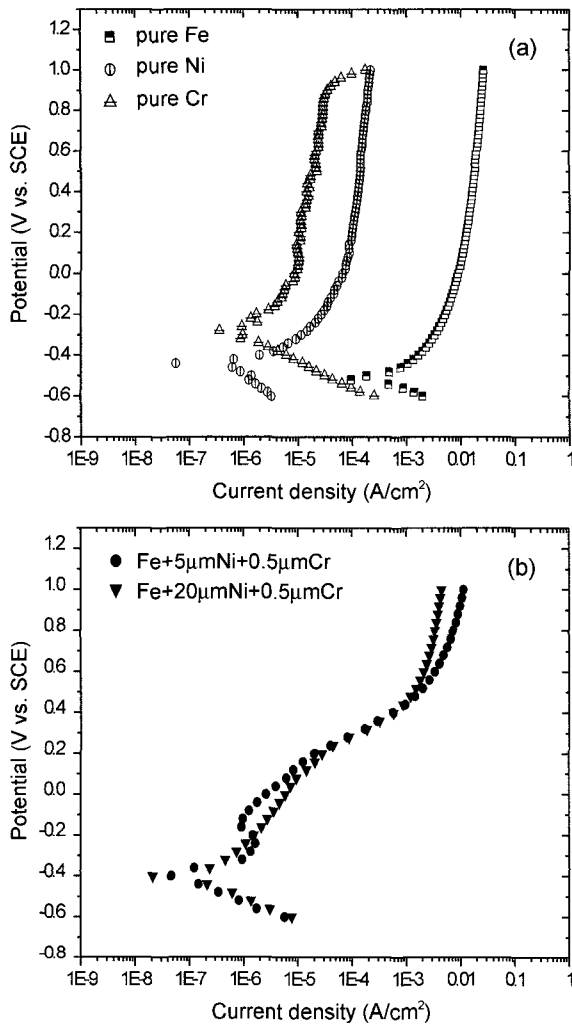 (a)
pure Fe
pure Ni
pure Cr
1.0
0.8
0.6
0.4
0.2
0.0
-0.2
-0.4
-0.6
-0.8
Potential (V vs. SCE)
1E-9 1E-8 1E-7 1E-6 1E-5 1E-4 1E-3 0.01 0.1 1
Current density (A/cm²)
(b)
Fe+5μmNi+0.5μmCr
Fe+20μmNi+0.5μmCr
1.0
0.8
0.6
0.4
0.2
0.0
-0.2
-0.4
-0.6
-0.8
Potential (V vs. SCE)
1E-9 1E-8 1E-7 1E-6 1E-5 1E-4 1E-3 0.01 0.1 1
Current density (A/cm²)